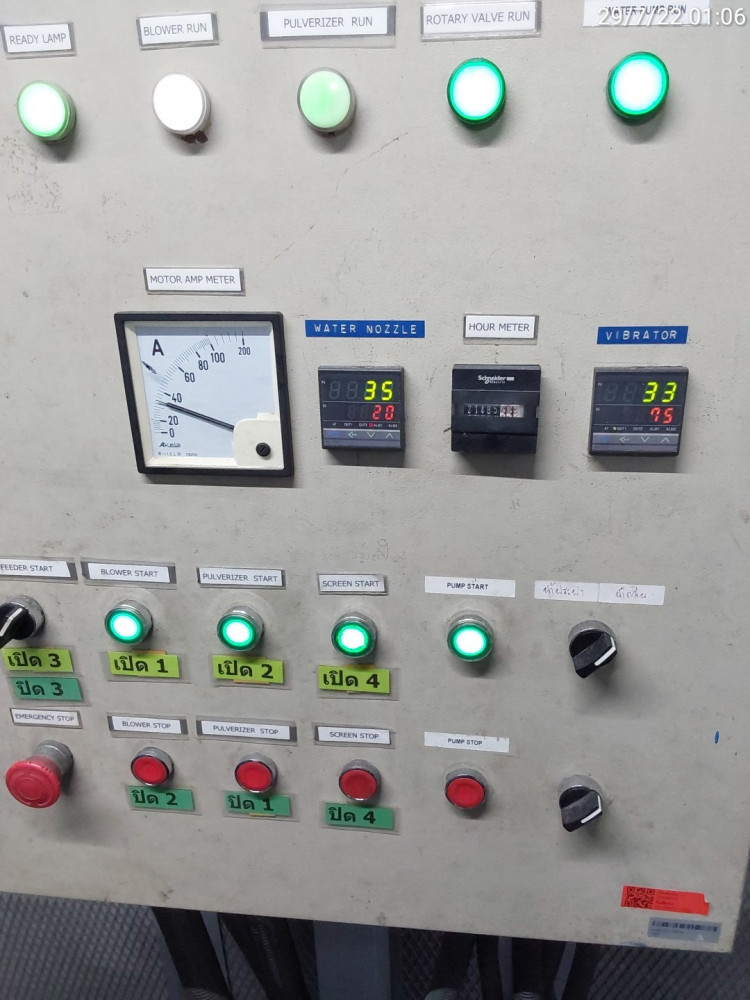 29/7/22 01:06
READY LAMP
BLOWER RUN
PULVERIZER RUN
ROTARY VALVE RUN
WATER PUMP RUN
MOTOR AMP METER
A
200
100
80
60
40
20
0
WATER NOZZLE
35
20
HOUR METER
Schneider
Electric
VIBRATOR
33
75
FEEDER START
BLOWER START
PULVERIZER START
SCREEN START
PUMP START
เปิด 3
เปิด 1
เปิด 2
เปิด 4
ปิด 3
EMERGENCY STOP
BLOWER STOP
PULVERIZER STOP
SCREEN STOP
PUMP STOP
ปิด 2
ปิด 1
ปิด 4